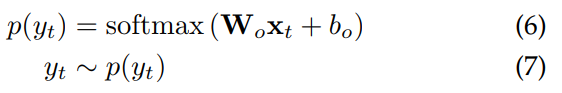 p(y_t) = softmax (W_o x_t + b_o) (6)
y_t ∼ p(y_t) (7)